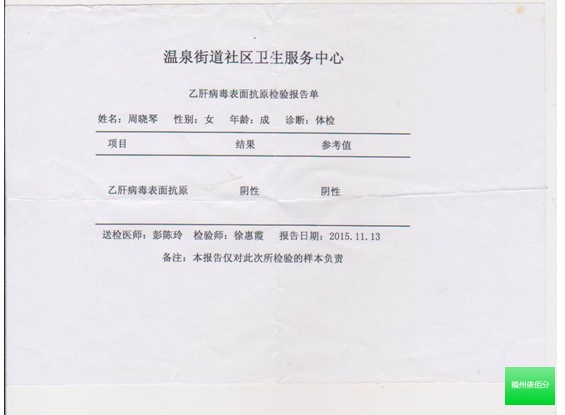 温泉街道社区卫生服务中心
乙肝病毒表面抗原检验报告单
姓名：周晓琴 性别：女 年龄：成 诊断：体检
项目 结果 参考值
乙肝病毒表面抗原 阴性 阴性
送检医师：彭陈玲 检验师：徐惠霞 报告日期：2015.11.13
备注：本报告仅对此次所检验的样本负责
福州依佰分